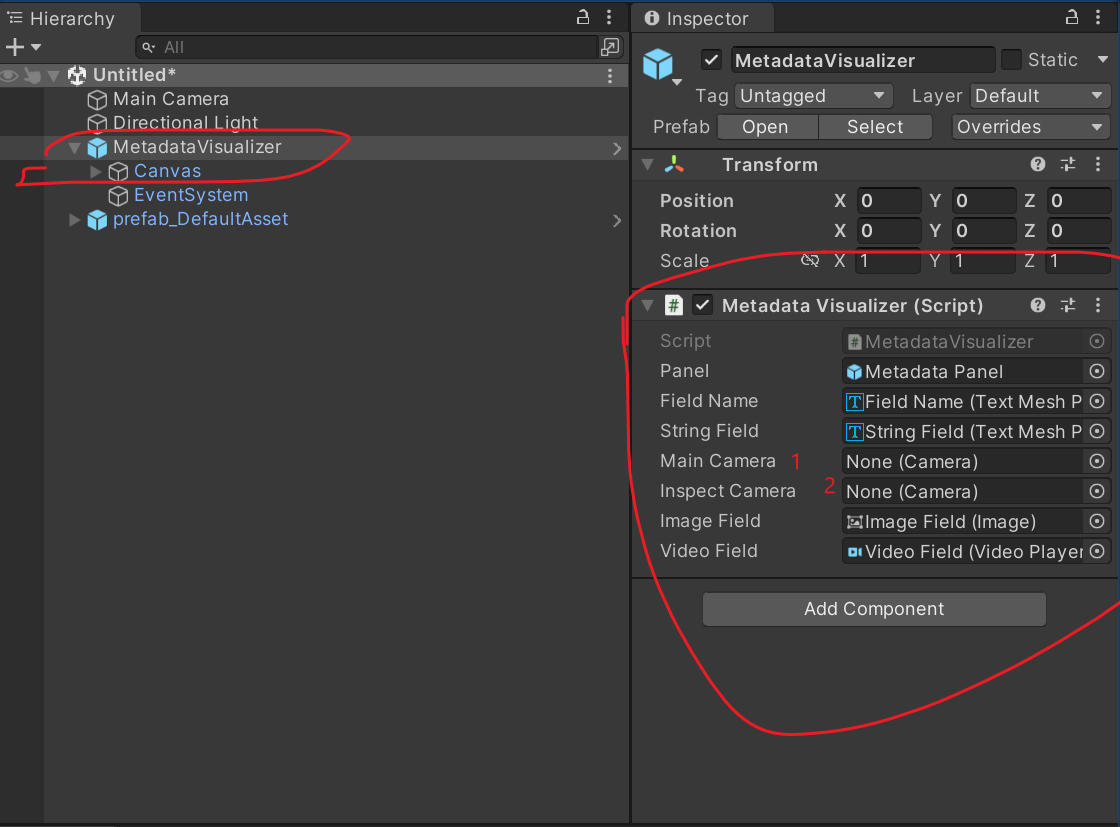 Hierarchy
All
Untitled*
Main Camera
Directional Light
MetadataVisualizer
Canvas
EventSystem
prefab_DefaultAsset
Inspector
MetadataVisualizer Static
Tag Untagged Layer Default
Prefab Open Select Overrides
Transform
Position X 0 Y 0 Z 0
Rotation X 0 Y 0 Z 0
Scale X 1 Y 1 Z 1
# Metadata Visualizer (Script)
Script # MetadataVisualizer
Panel Metadata Panel
Field Name T Field Name (Text Mesh P
String Field T String Field (Text Mesh P
Main Camera 1 None (Camera)
Inspect Camera 2 None (Camera)
Image Field Image Field (Image)
Video Field Video Field (Video Player
Add Component